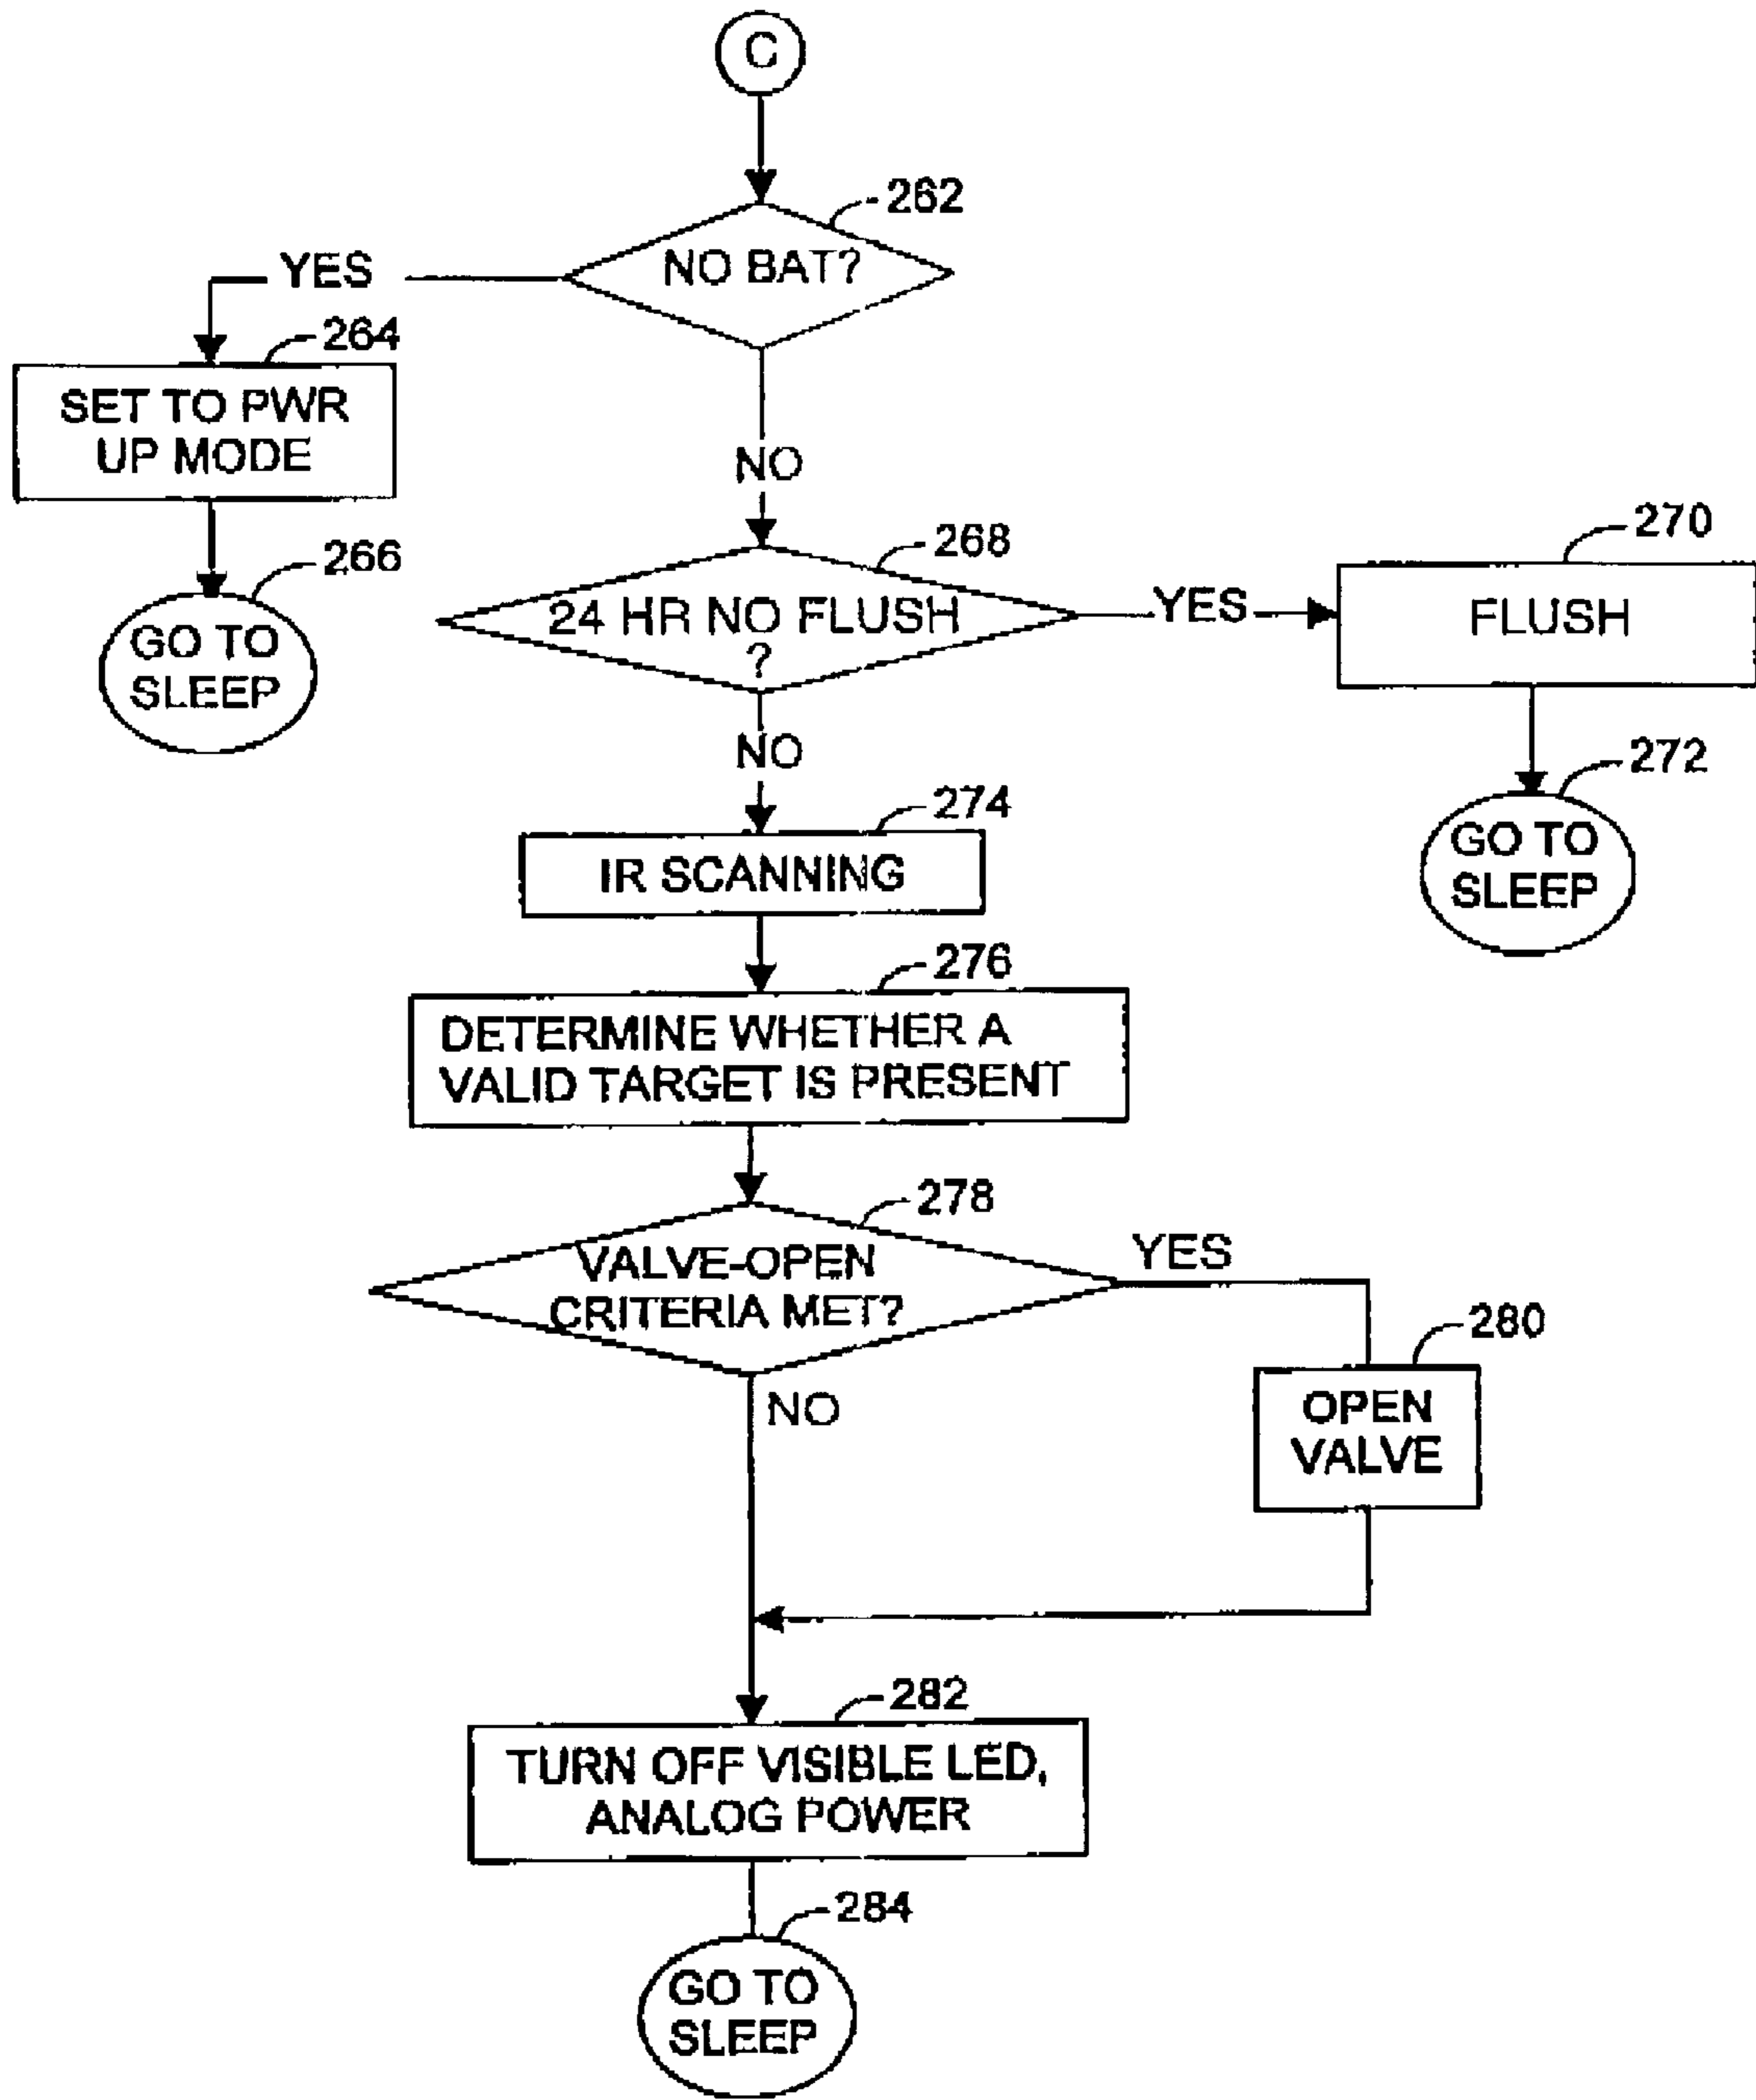 C
262
NO BAT?
YES
264
SET TO PWR
UP MODE
NO
266
GO TO
SLEEP
268
24 HR NO FLUSH
?
YES
270
FLUSH
NO
272
GO TO
SLEEP
274
IR SCANNING
276
DETERMINE WHETHER A
VALID TARGET IS PRESENT
278
VALVE-OPEN
CRITERIA MET?
YES
280
OPEN
VALVE
NO
282
TURN OFF VISIBLE LED,
ANALOG POWER
284
GO TO
SLEEP